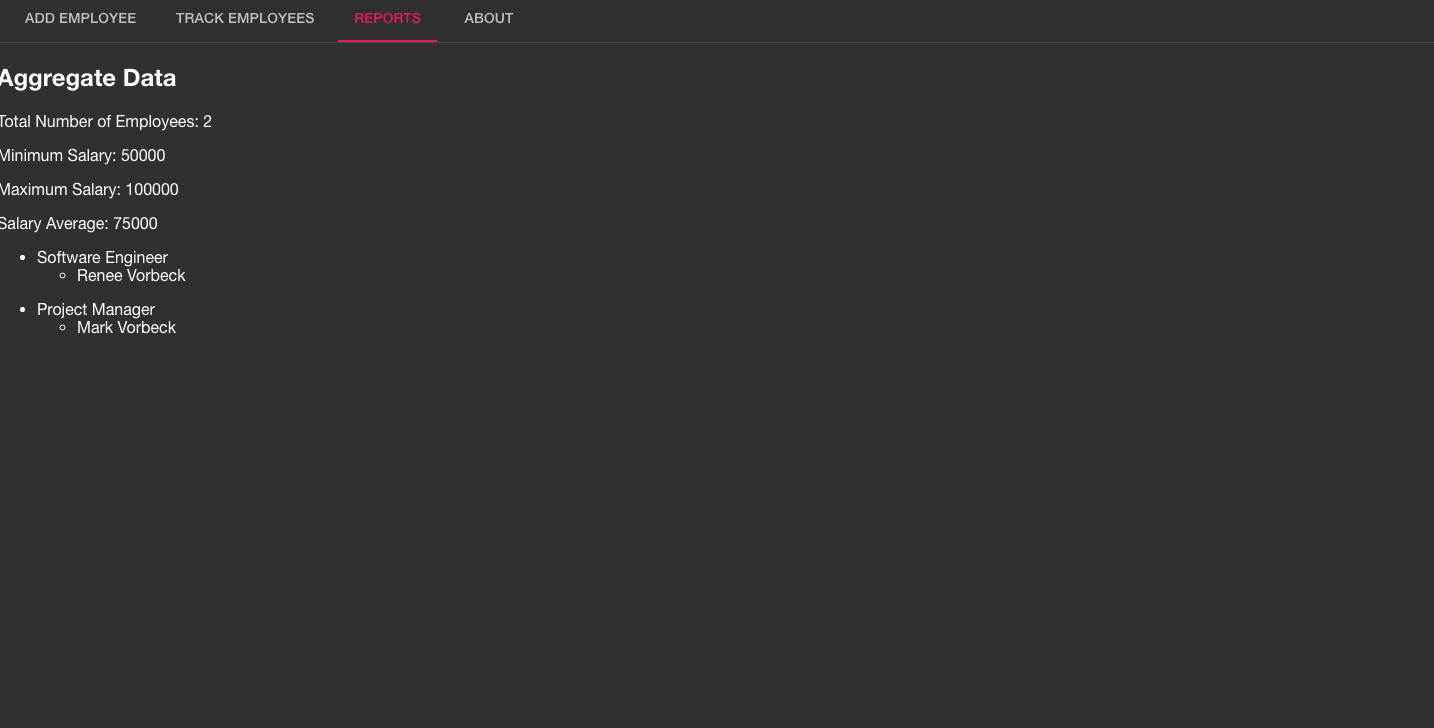 ADD EMPLOYEE TRACK EMPLOYEES REPORTS ABOUT
Aggregate Data
Total Number of Employees: 2
Minimum Salary: 50000
Maximum Salary: 100000
Salary Average: 75000
Software Engineer
Renee Vorbeck
Project Manager
Mark Vorbeck